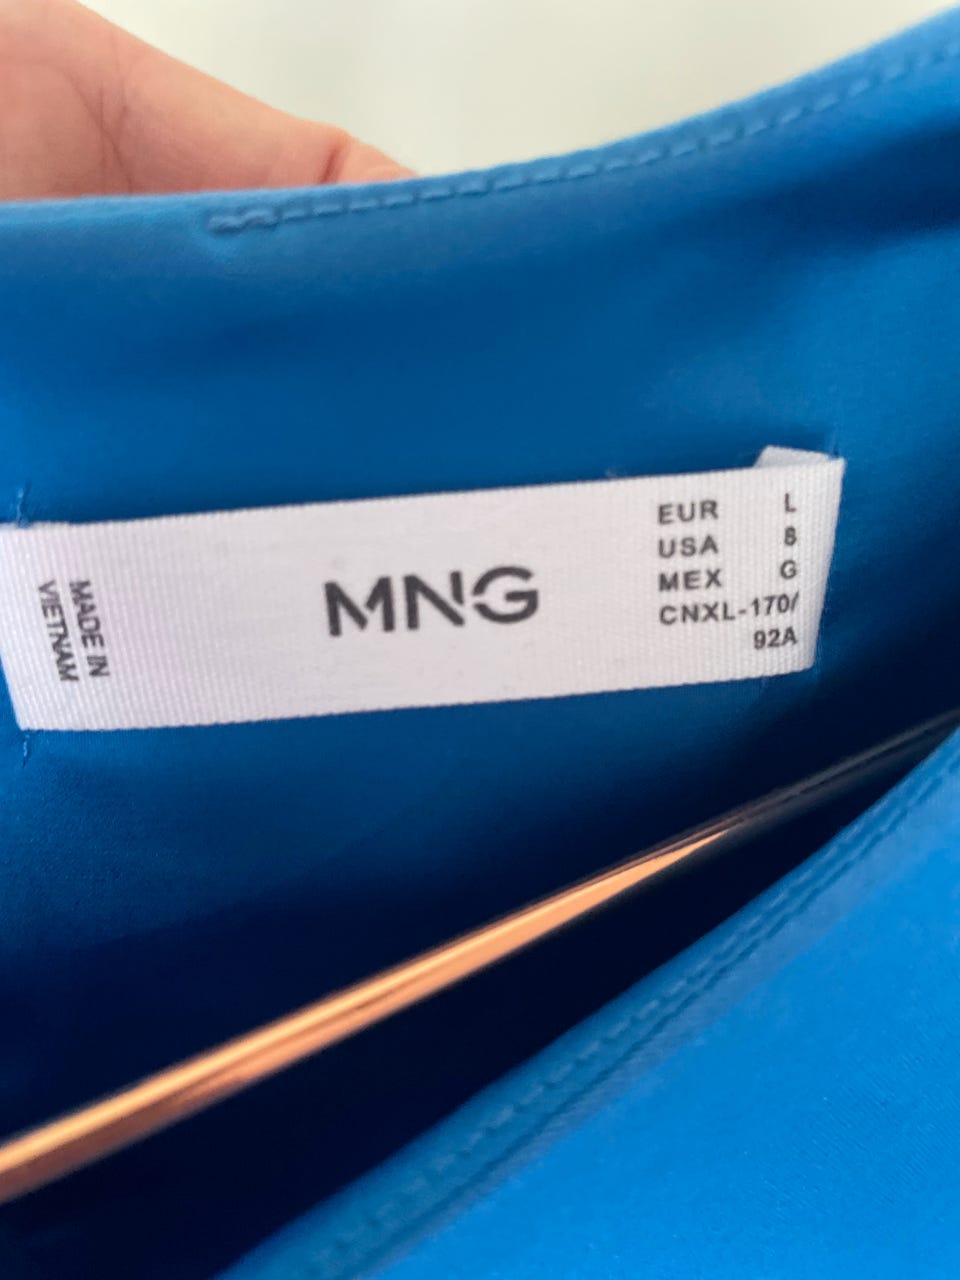 MADE IN
VIETNAM
MNG
EUR L
USA 8
MEX G
CNXL-170/
92A